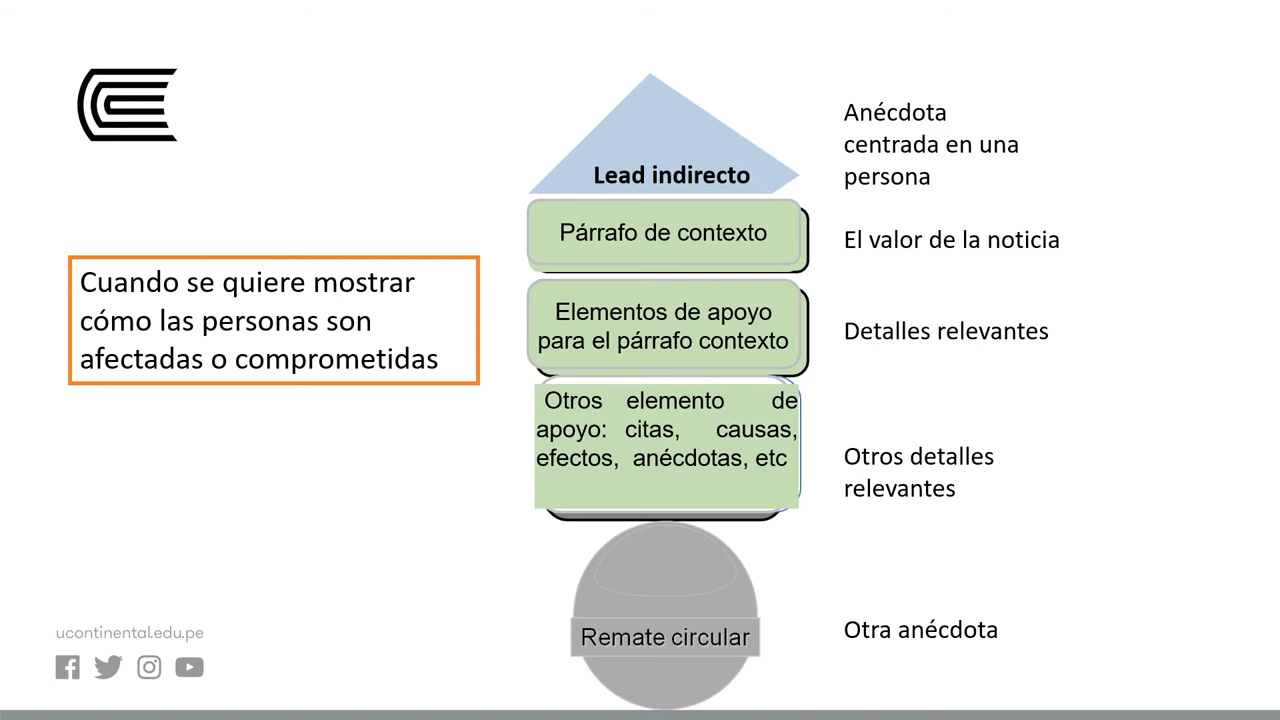 Cuando se quiere mostrar
cómo las personas son
afectadas o comprometidas
Lead indirecto
Anécdota
centrada en una
persona
Párrafo de contexto
El valor de la noticia
Elementos de apoyo
para el párrafo contexto
Detalles relevantes
Otros elemento de
apoyo: citas, causas,
efectos, anécdotas, etc
Otros detalles
relevantes
Remate circular
Otra anécdota
ucontinental.edu.pe